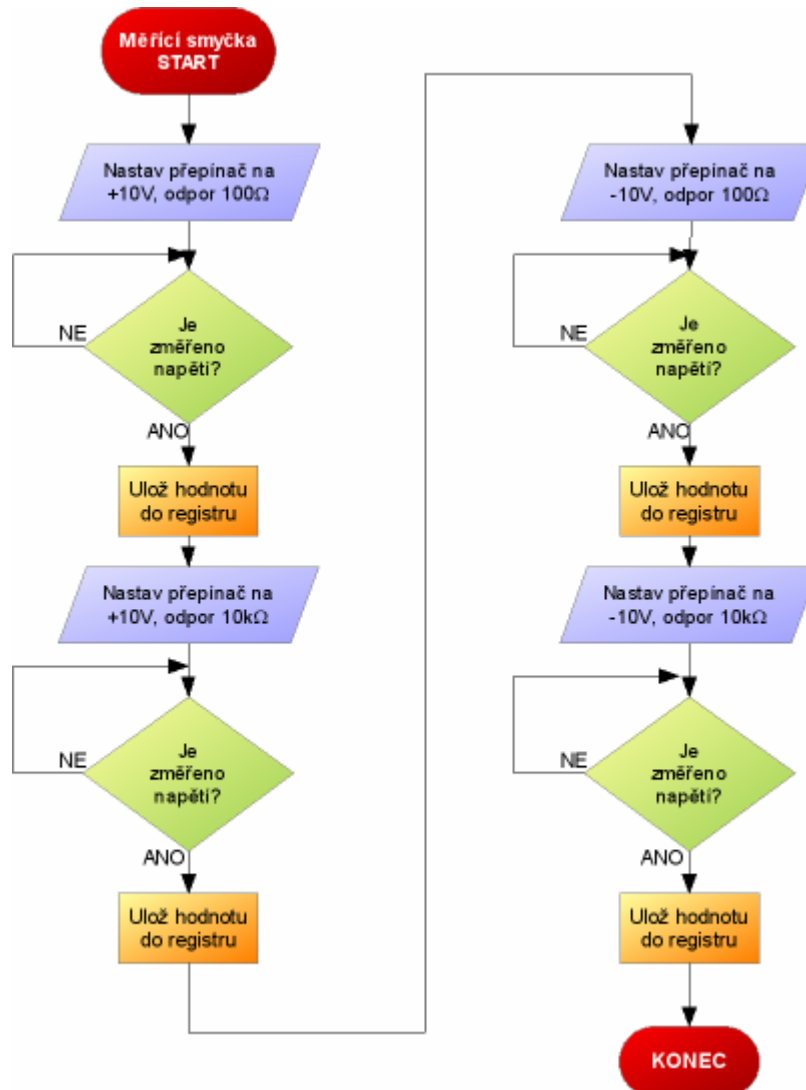 Měřící smyčka
START
Nastav přepínač na
+10V, odpor 100Ω
NE
Je
změřeno
napětí?
ANO
Ulož hodnotu
do registru
Nastav přepínač na
+10V, odpor 10kΩ
NE
Je
změřeno
napětí?
ANO
Ulož hodnotu
do registru
Nastav přepínač na
-10V, odpor 100Ω
NE
Je
změřeno
napětí?
ANO
Ulož hodnotu
do registru
Nastav přepínač na
-10V, odpor 10kΩ
NE
Je
změřeno
napětí?
ANO
Ulož hodnotu
do registru
KONEC